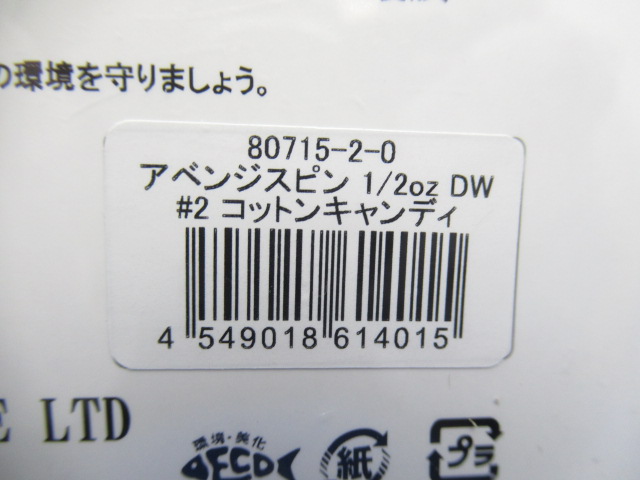 の環境を守りましょう。
80715-2-0
アベンジスピン 1/2oz DW
#2 コットンキャンディ
4 549018 614015
E LTD
環境・美化
ECO
紙
プラ